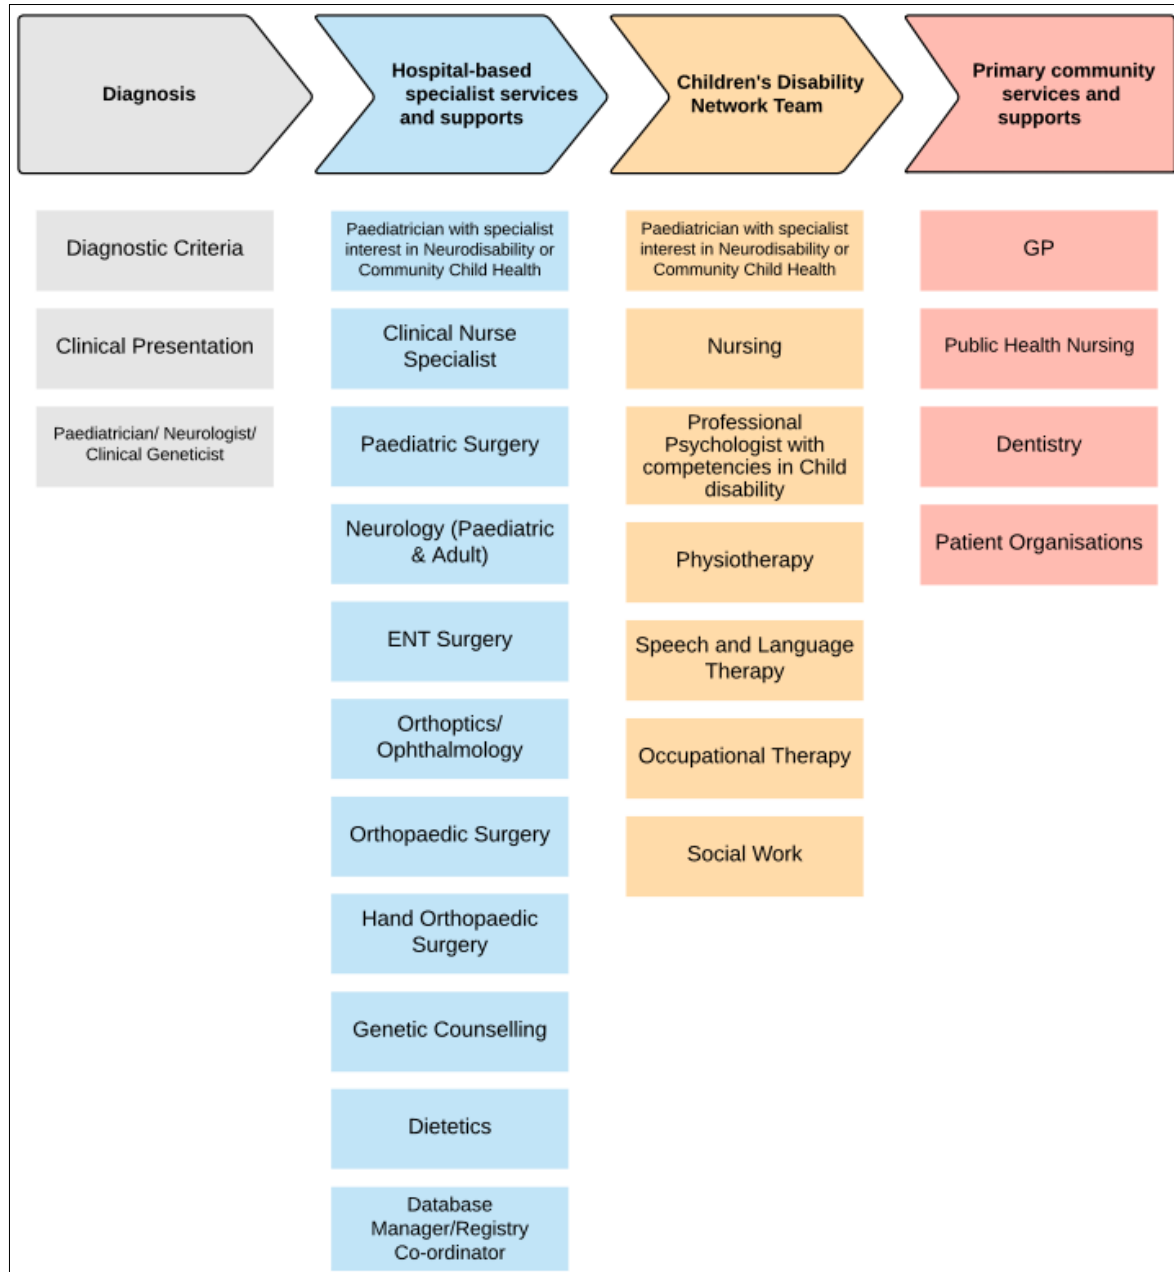 Diagnosis
Hospital-based
specialist services
and supports
Children's Disability
Network Team
Primary community
services and
supports
Diagnostic Criteria
Clinical Presentation
Paediatrician/ Neurologist/
Clinical Geneticist
Paediatrician with specialist
interest in Neurodisability or
Community Child Health
Clinical Nurse
Specialist
Paediatric Surgery
Neurology (Paediatric
& Adult)
ENT Surgery
Orthoptics/
Ophthalmology
Orthopaedic Surgery
Hand Orthopaedic
Surgery
Genetic Counselling
Dietetics
Database
Manager/Registry
Co-ordinator
Paediatrician with specialist
interest in Neurodisability or
Community Child Health
Nursing
Professional
Psychologist with
competencies in Child
disability
Physiotherapy
Speech and Language
Therapy
Occupational Therapy
Social Work
GP
Public Health Nursing
Dentistry
Patient Organisations